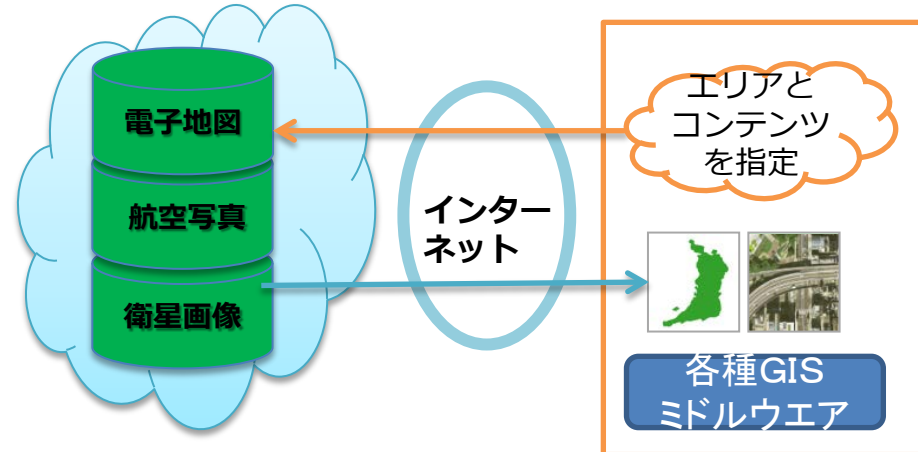 電子地図
航空写真
衛星画像
インター
ネット
エリアと
コンテンツ
を指定
各種GIS
ミドルウエア